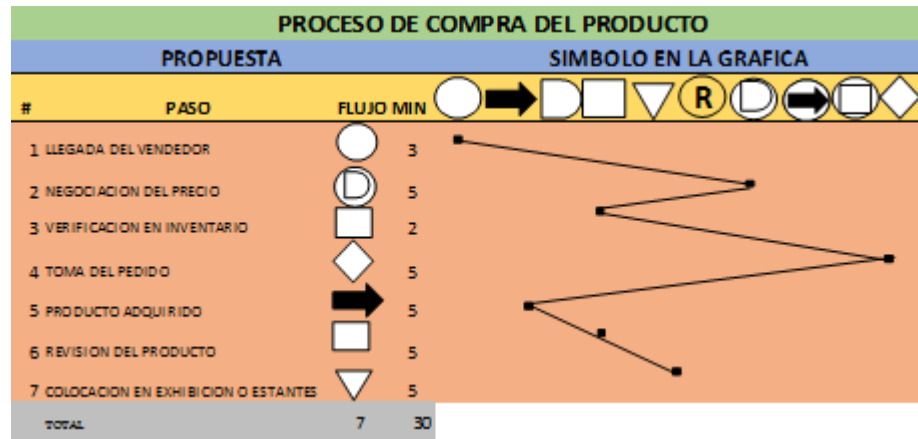 PROCESO DE COMPRA DEL PRODUCTO
PROPUESTA SIMBOLO EN LA GRAFICA
# PASO FLUJO MIN R D
1 LLEGADA DEL VENDEDOR 3
2 NEGOCIACION DEL PRECIO D 5
3 VERIFICACION EN INVENTARIO 2
4 TOMA DEL PEDIDO 5
5 PRODUCTO ADQUIRIDO 5
6 REVISION DEL PRODUCTO 5
7 COLOCACION EN EXHIBICION O ESTANTES 5
TOTAL 7 30